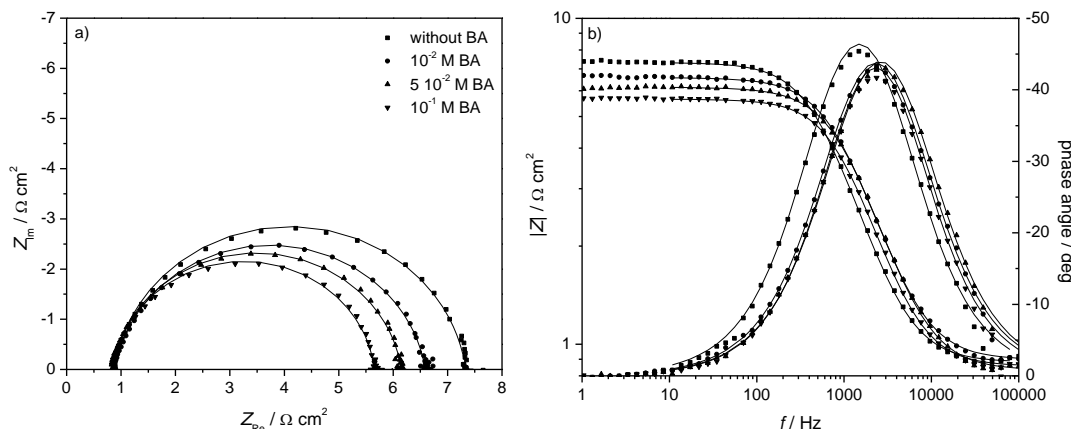 a)
without BA
10⁻² M BA
5 10⁻² M BA
10⁻¹ M BA
-7
-6
-5
-4
-3
-2
-1
0
0 1 2 3 4 5 6 7 8
Z_Im / Ω cm²
Z_Re / Ω cm²
b)
10
1
|Z| / Ω cm²
1 10 100 1000 10000 100000
f / Hz
-50
-40
-30
-20
-10
0
phase angle / deg